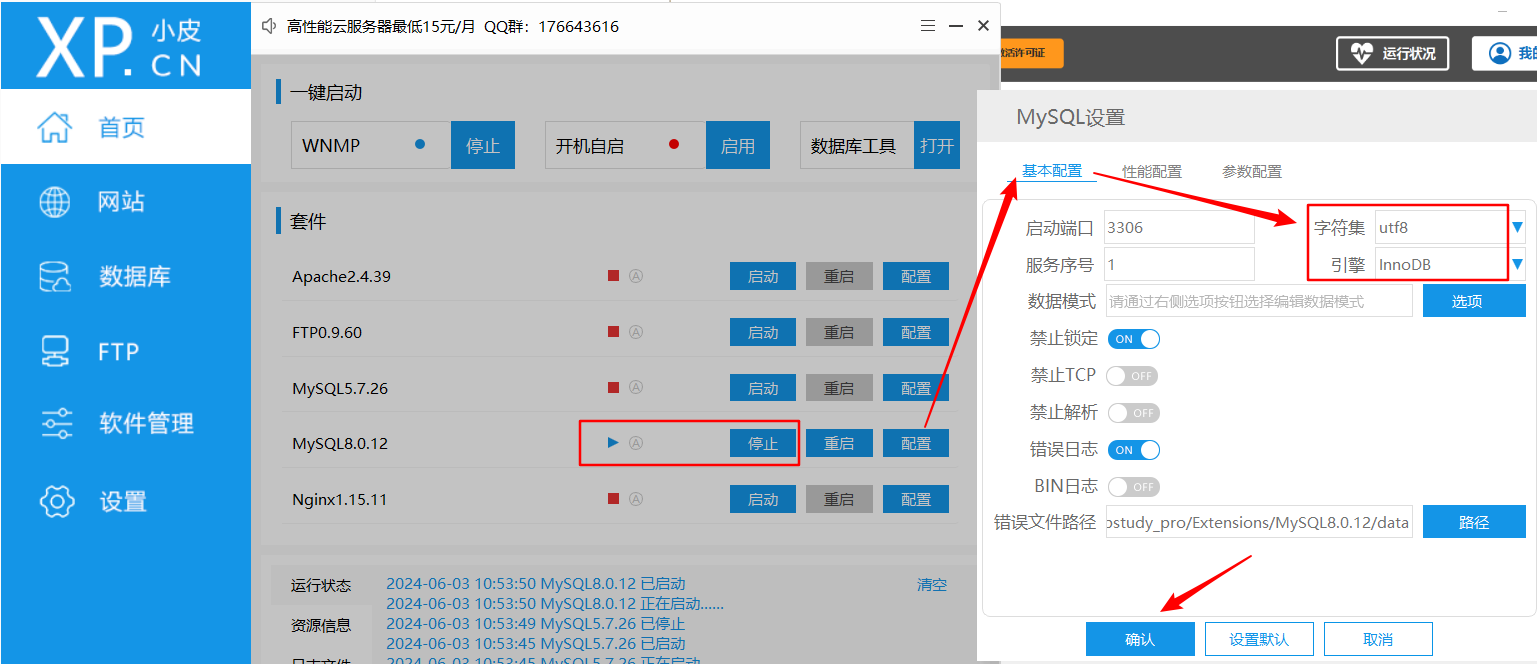 XP.CN 小皮
高性能云服务器最低15元/月 QQ群：176643616
首页
网站
数据库
FTP
软件管理
设置
一键启动
WNMP 停止 开机自启 启用 数据库工具 打开
套件
Apache2.4.39 启动 重启 配置
FTP0.9.60 启动 重启 配置
MySQL5.7.26 启动 重启 配置
MySQL8.0.12 停止 重启 配置
Nginx1.15.11 启动 重启 配置
运行状态
资源信息
日志文件
2024-06-03 10:53:50 MySQL8.0.12 已启动
2024-06-03 10:53:50 MySQL8.0.12 正在启动......
2024-06-03 10:53:49 MySQL5.7.26 已停止
2024-06-03 10:53:45 MySQL5.7.26 已启动
2024-06-03 10:53:45 MySQL5.7.26 正在启动
清空
活许可证
运行状况
我的
MySQL设置
基本配置 性能配置 参数配置
启动端口 3306 字符集 utf8
服务序号 1 引擎 InnoDB
数据模式 请通过右侧选项按钮选择编辑数据模式 选项
禁止锁定 ON
禁止TCP OFF
禁止解析 OFF
错误日志 ON
BIN日志 OFF
错误文件路径 ostudy_pro/Extensions/MySQL8.0.12/data 路径
确认 设置默认 取消